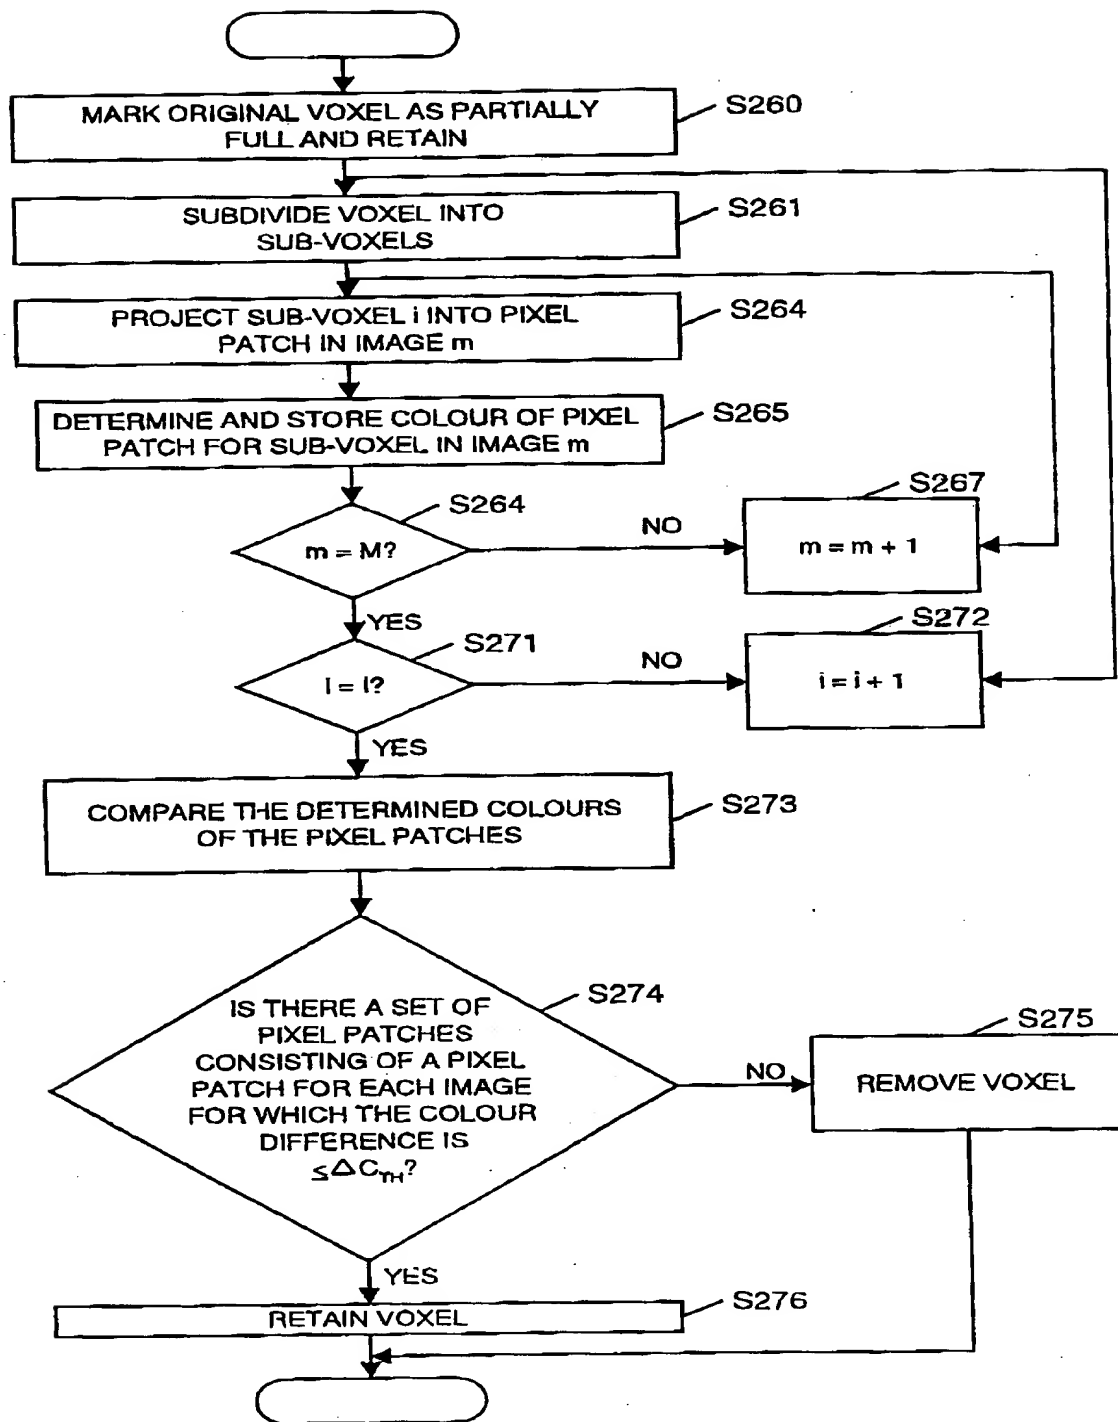 MARK ORIGINAL VOXEL AS PARTIALLY
FULL AND RETAIN
S260
SUBDIVIDE VOXEL INTO
SUB-VOXELS
S261
PROJECT SUB-VOXEL i INTO PIXEL
PATCH IN IMAGE m
S264
DETERMINE AND STORE COLOUR OF PIXEL
PATCH FOR SUB-VOXEL IN IMAGE m
S265
S264
m = M?
NO
S267
m = m + 1
YES
S271
I = I?
NO
S272
i = i + 1
YES
COMPARE THE DETERMINED COLOURS
OF THE PIXEL PATCHES
S273
S274
IS THERE A SET OF
PIXEL PATCHES
CONSISTING OF A PIXEL
PATCH FOR EACH IMAGE
FOR WHICH THE COLOUR
DIFFERENCE IS
≤ΔC_TH?
NO
S275
REMOVE VOXEL
YES
RETAIN VOXEL
S276